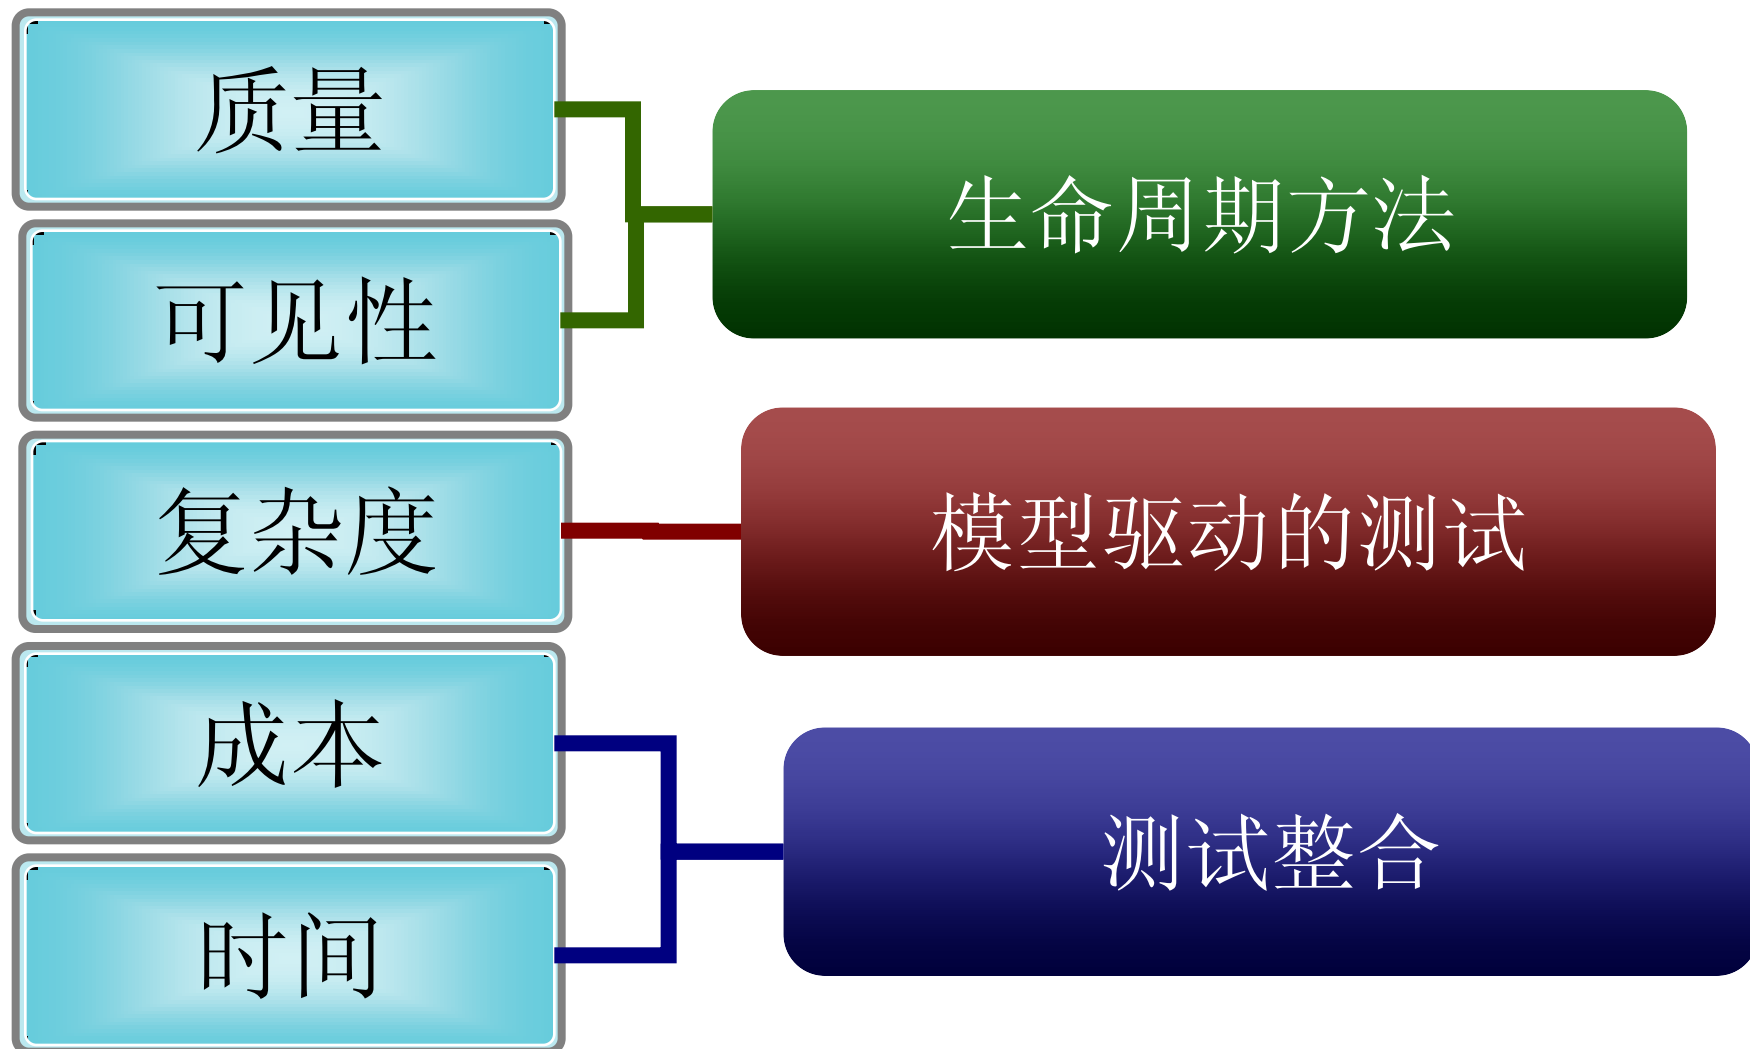 质量
可见性
复杂度
成本
时间
生命周期方法
模型驱动的测试
测试整合